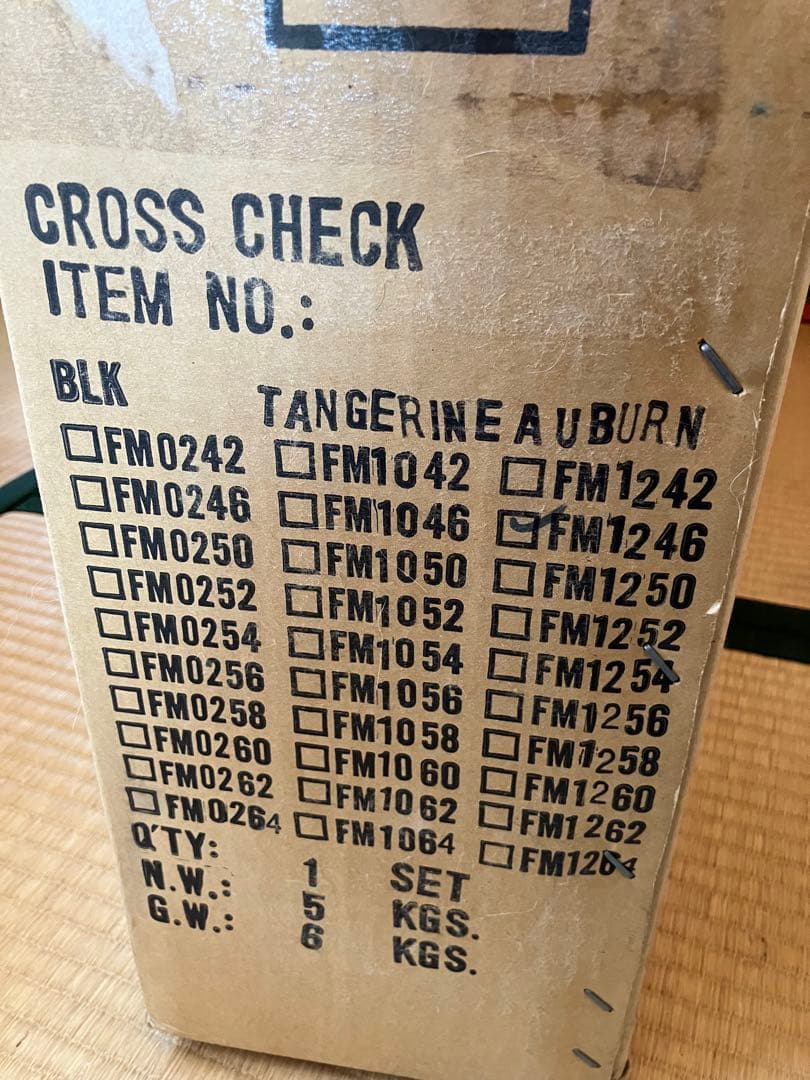 CROSS CHECK
ITEM NO.:
BLK TANGERINE AUBURN
FM0242 FM1042 FM1242
FM0246 FM1046 FM1246
FM0250 FM1050 FM1250
FM0252 FM1052 FM1252
FM0254 FM1054 FM1254
FM0256 FM1056 FM1256
FM0258 FM1058 FM1258
FM0260 FM1060 FM1260
FM0262 FM1062 FM1262
FM0264 FM1064 FM1264
Q'TY: 1 SET
N.W.: 5 KGS.
G.W.: 6 KGS.